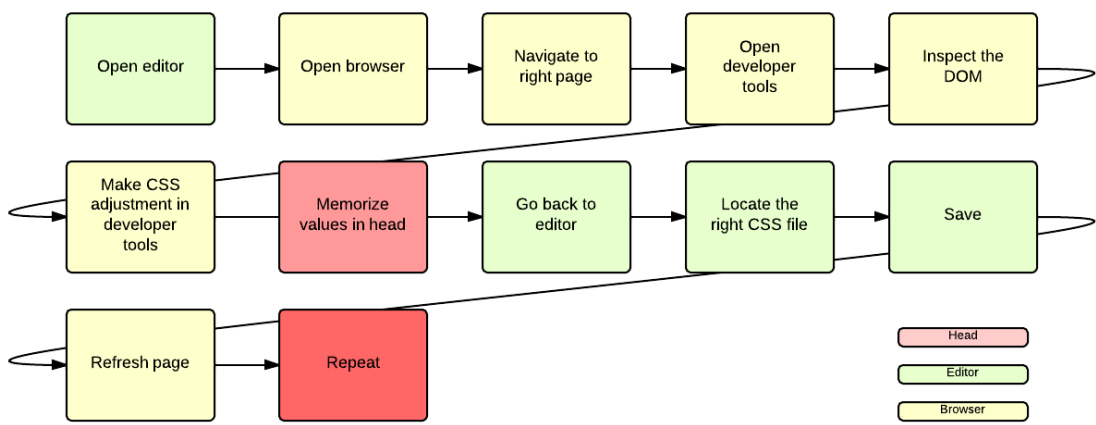 Open editor
Open browser
Navigate to
right page
Open
developer
tools
Inspect the
DOM
Make CSS
adjustment in
developer
tools
Memorize
values in head
Go back to
editor
Locate the
right CSS file
Save
Refresh page
Repeat
Head
Editor
Browser